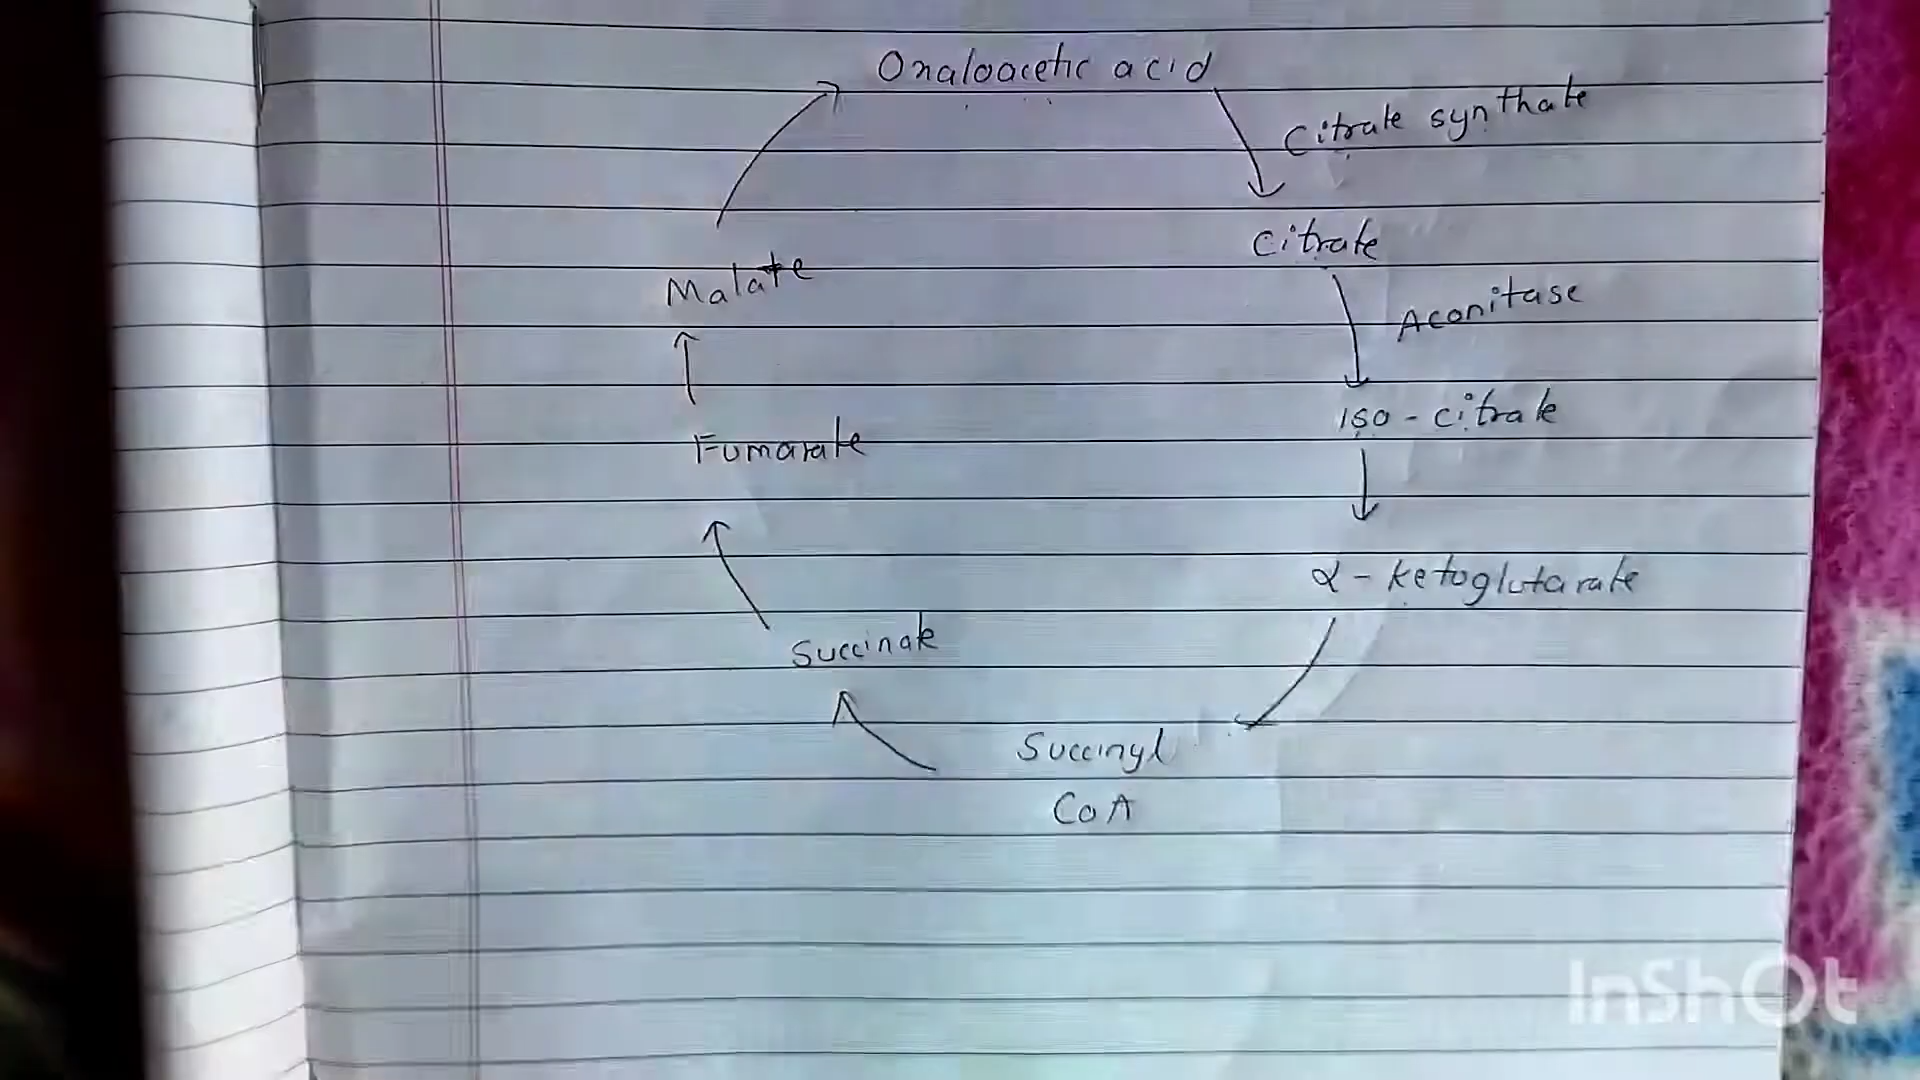 Oxaloacetic acid
Citrate synthate
Citrate
Malate
Aconitase
Iso - citrate
Fumarate
α - ketoglutarate
Succinate
Succinyl
CoA
InShOt